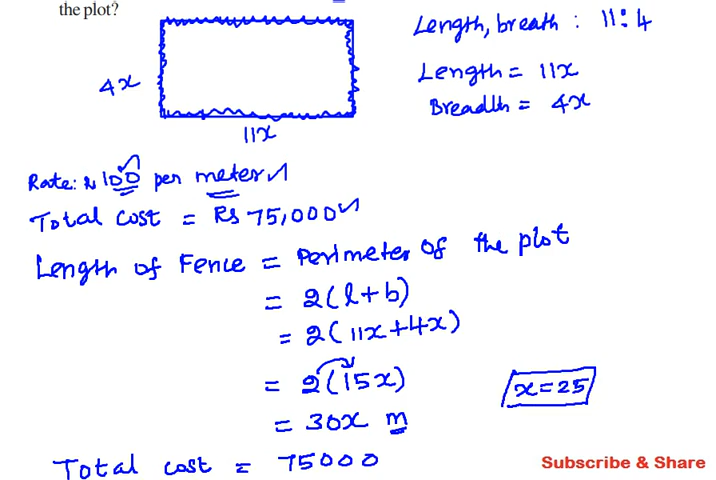 the plot?
Length, breath : 11:4
4x
Length = 11x
Breadth = 4x
11x
Rate: ₨ 100 per meter
Total cost = Rs 75,000
Length of Fence = Perimeter of the plot
= 2(l+b)
= 2(11x+4x)
= 2(15x)
x=25
= 30x m
Total cost = 75000
Subscribe & Share